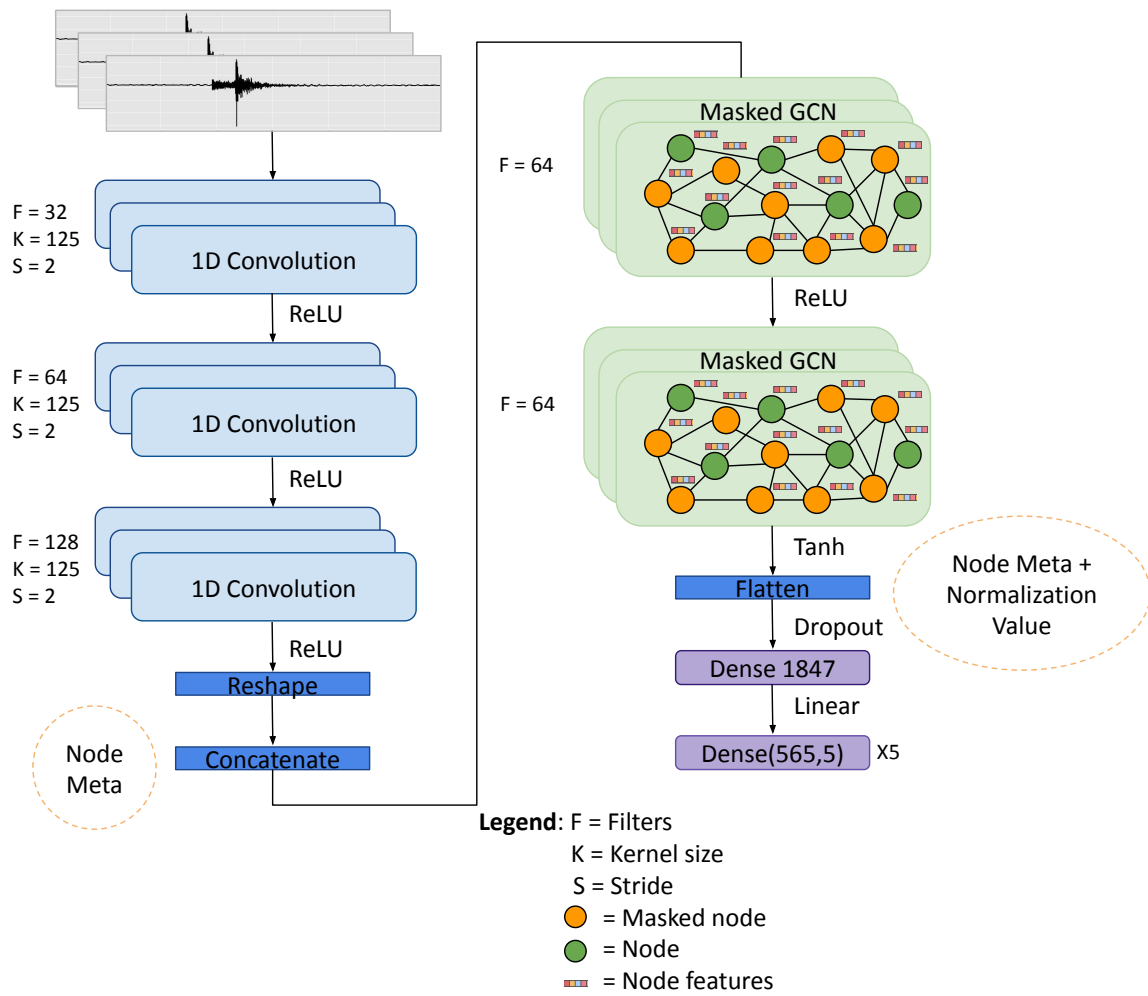 F = 32
K = 125
S = 2
1D Convolution
ReLU
F = 64
K = 125
S = 2
1D Convolution
ReLU
F = 128
K = 125
S = 2
1D Convolution
ReLU
Reshape
Node
Meta
Concatenate
Masked GCN
F = 64
ReLU
Masked GCN
F = 64
Tanh
Flatten
Node Meta +
Normalization
Value
Dropout
Dense 1847
Linear
Dense(565,5)
X5
Legend: F = Filters
K = Kernel size
S = Stride
= Masked node
= Node
= Node features